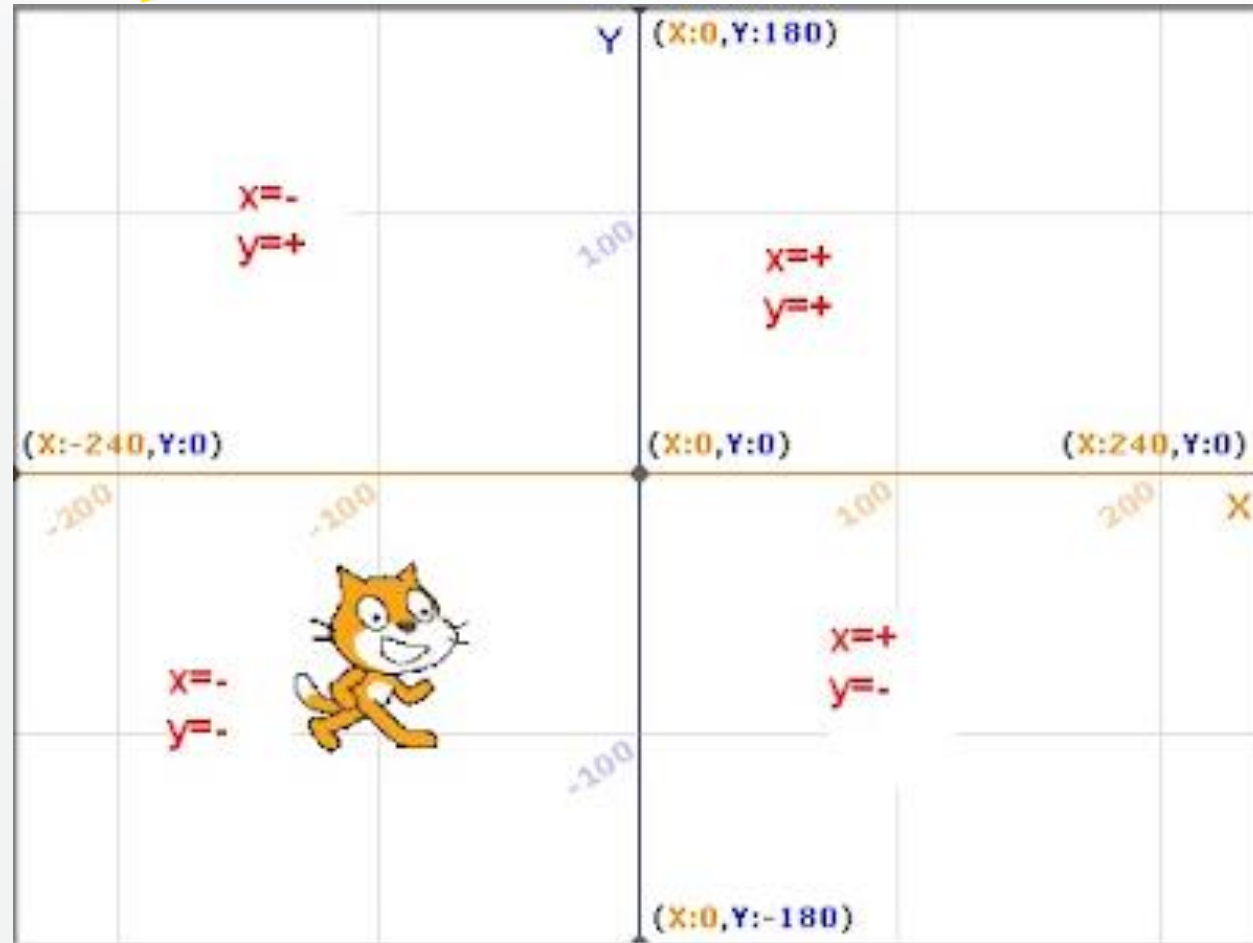 Y
(X:0,Y:180)
x=-
y=+
100
x=+
y=+
(X:-240,Y:0)
(X:0,Y:0)
(X:240,Y:0)
-200
-100
100
200
X
x=-
y=-
x=+
y=-
-100
(X:0,Y:-180)